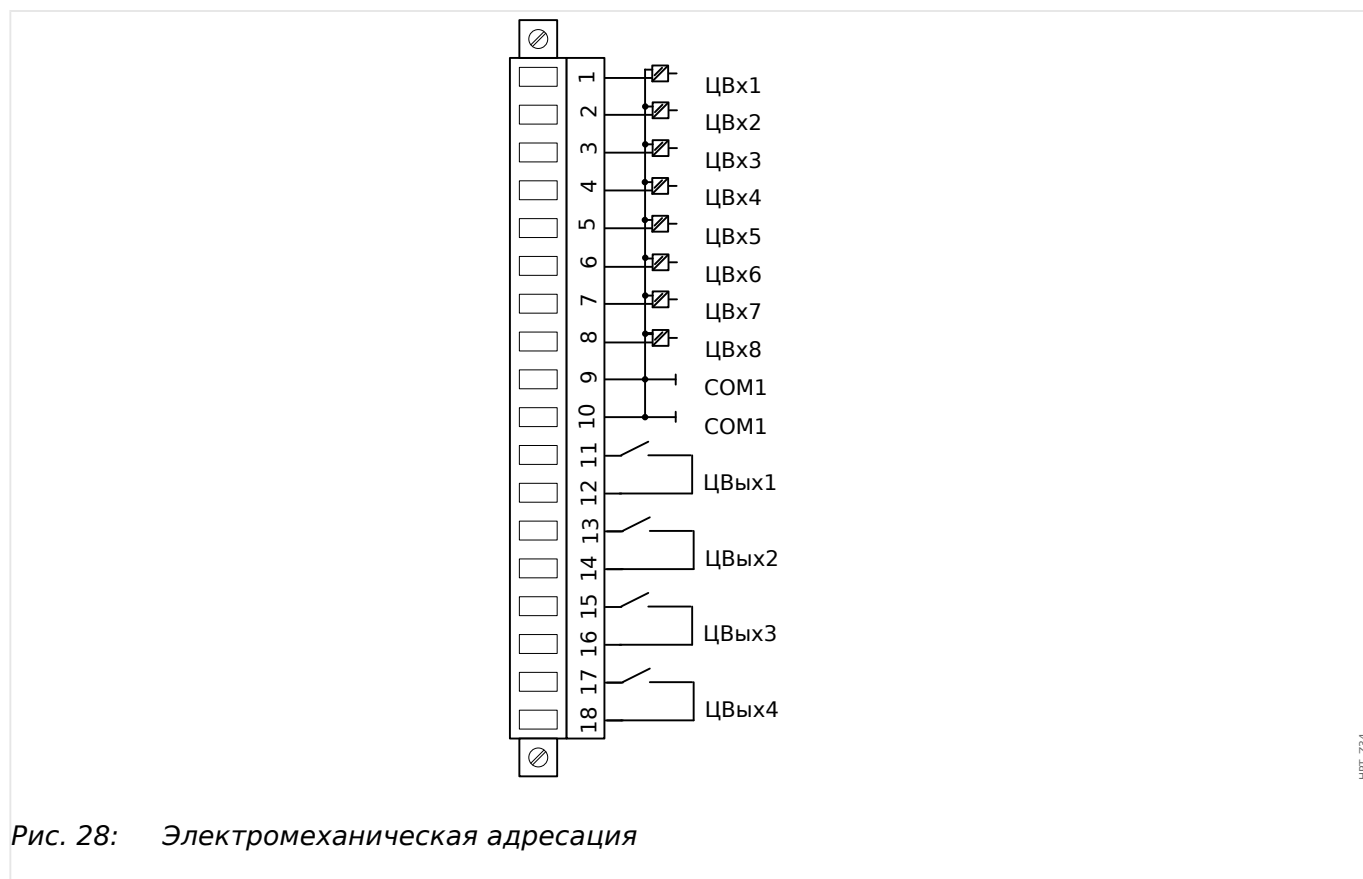 1 ЦВх1
2 ЦВх2
3 ЦВх3
4 ЦВх4
5 ЦВх5
6 ЦВх6
7 ЦВх7
8 ЦВх8
9 COM1
10 COM1
11
12 ЦВых1
13
14 ЦВых2
15
16 ЦВых3
17
18 ЦВых4
Рис. 28: Электромеханическая адресация